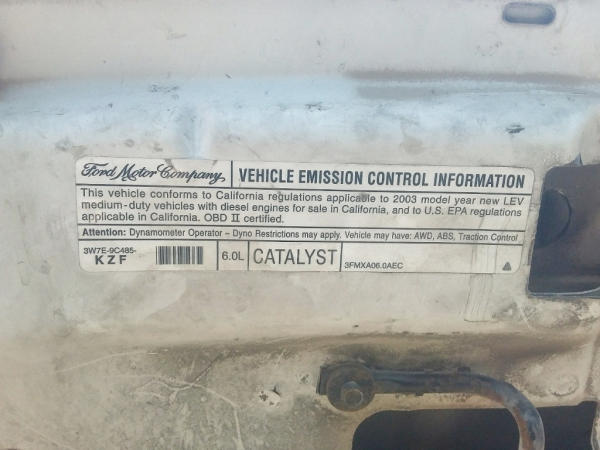 Ford Motor Company, VEHICLE EMISSION CONTROL INFORMATION
This vehicle conforms to California regulations applicable to 2003 model year new LEV
medium-duty vehicles with diesel engines for sale in California, and to U.S. EPA regulations
applicable in California. OBD II certified.
Attention: Dynamometer Operator - Dyno Restrictions may apply. Vehicle may have: AWD, ABS, Traction Control
3W7E-9C485-
KZF 6.0L CATALYST 3FMXA06.0AEC